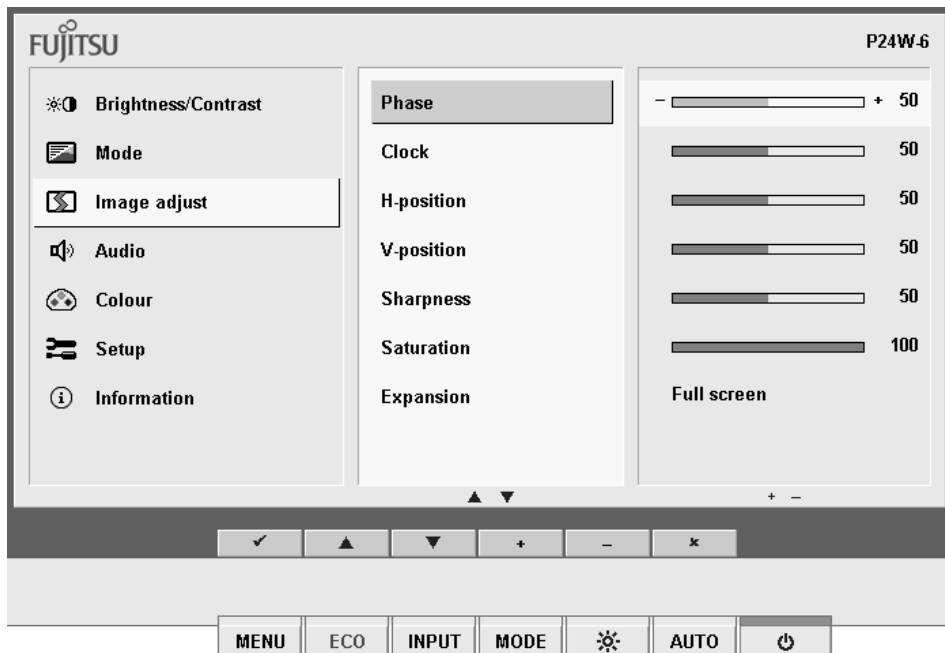 FUJITSU
P24W-6
Brightness/Contrast
Mode
Image adjust
Audio
Colour
Setup
Information
Phase
Clock
H-position
V-position
Sharpness
Saturation
Expansion
– + 50
50
50
50
50
100
Full screen
▲ ▼
+ –
✓ ▲ ▼ + – x
MENU ECO INPUT MODE AUTO